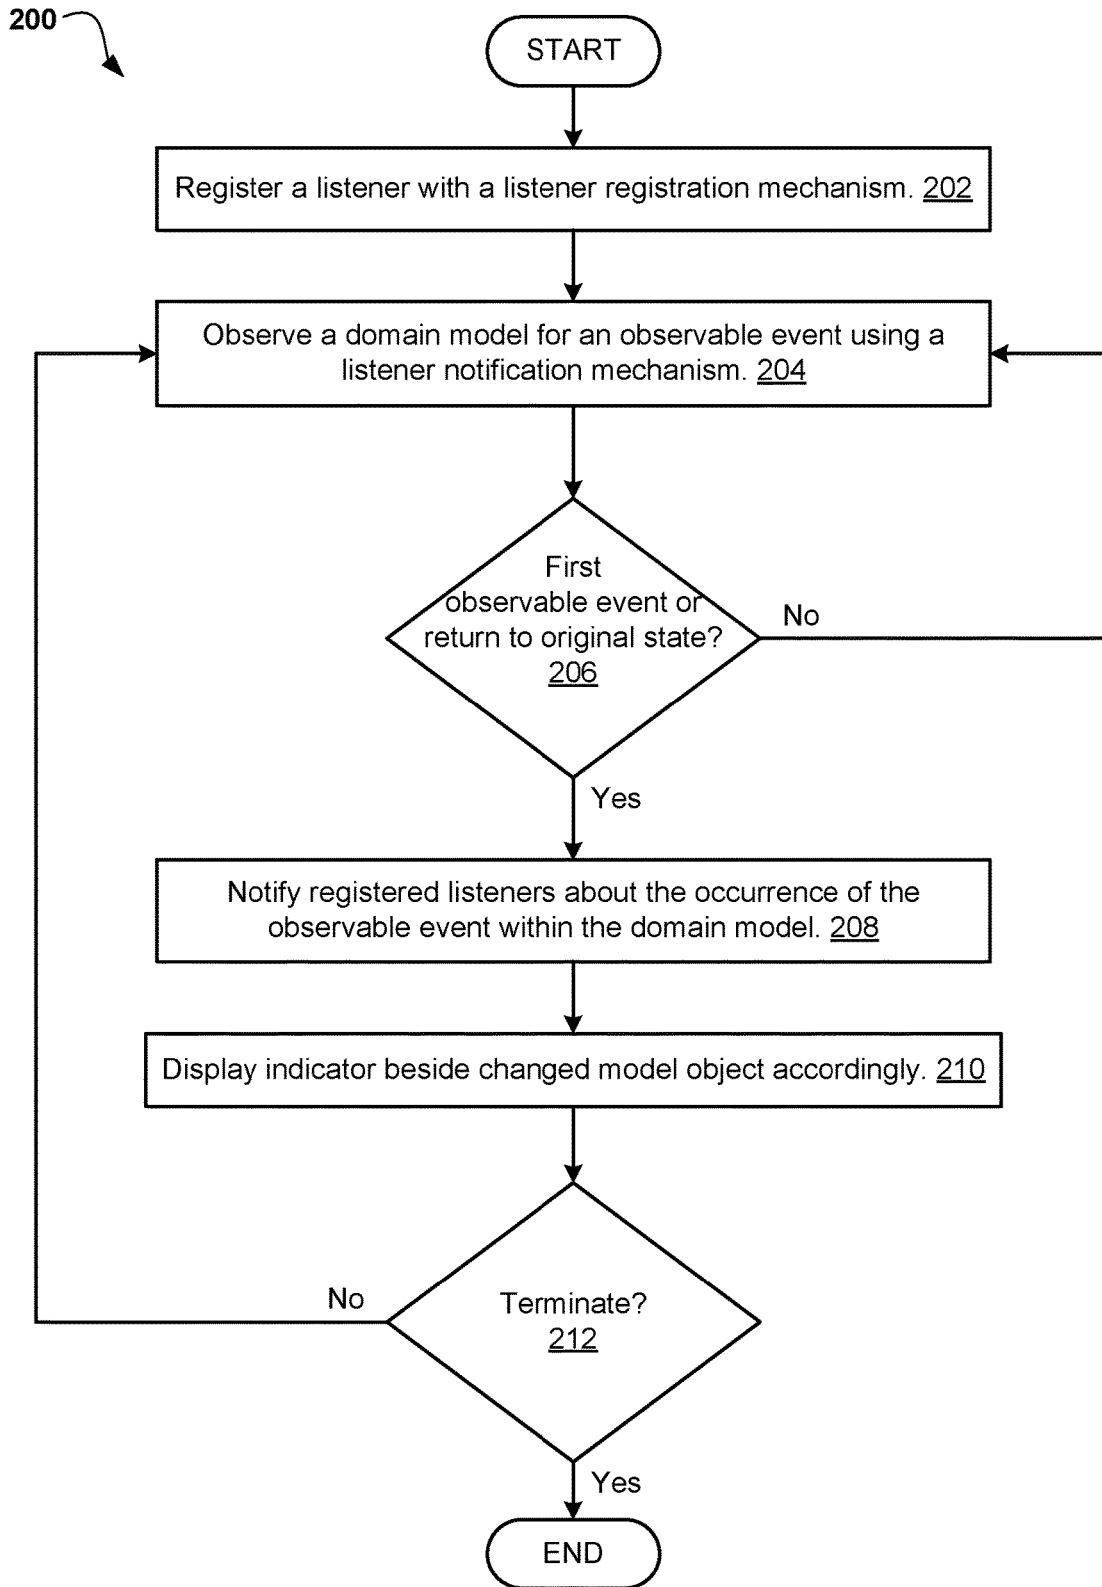 200
START
Register a listener with a listener registration mechanism. 202
Observe a domain model for an observable event using a
listener notification mechanism. 204
First
observable event or
return to original state?
206
No
Yes
Notify registered listeners about the occurrence of the
observable event within the domain model. 208
Display indicator beside changed model object accordingly. 210
No
Terminate?
212
Yes
END